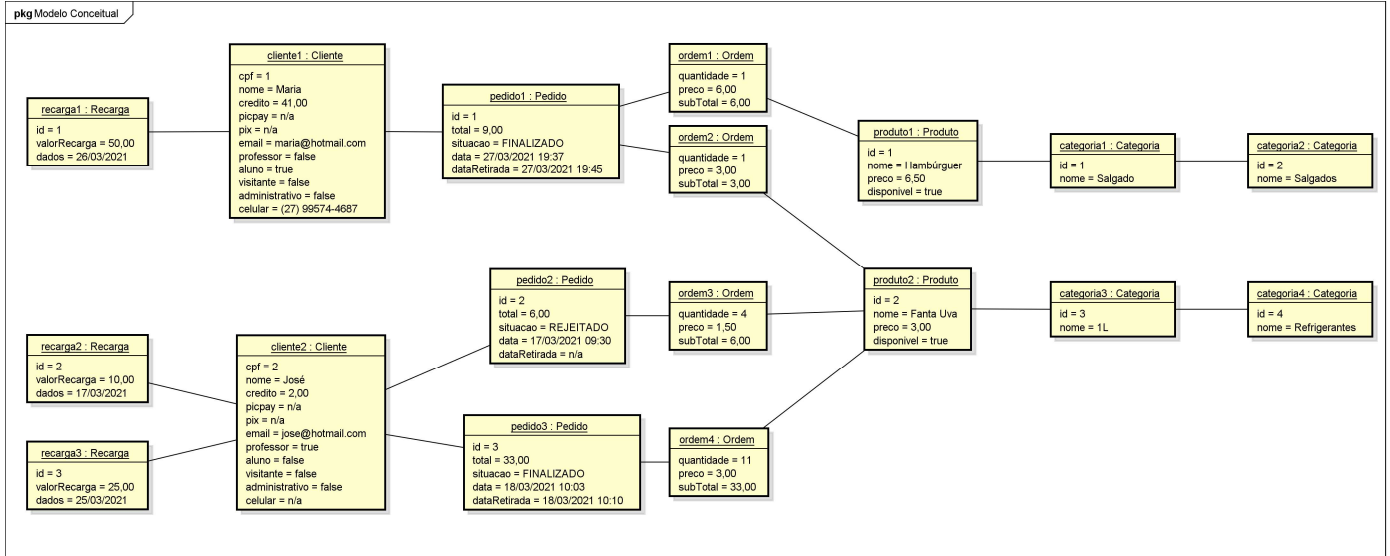 pkg Modelo Conceitual
recarga1 : Recarga
id = 1
valorRecarga = 50,00
dados = 26/03/2021
cliente1 : Cliente
cpf = 1
nome = Maria
credito = 41,00
picpay = n/a
pix = n/a
email = maria@hotmail.com
professor = false
aluno = true
visitante = false
administrativo = false
celular = (27) 99574-4687
pedido1 : Pedido
id = 1
total = 9,00
situacao = FINALIZADO
data = 27/03/2021 19:37
dataRetirada = 27/03/2021 19:45
ordem1 : Ordem
quantidade = 1
preco = 6,00
subTotal = 6,00
ordem2 : Ordem
quantidade = 1
preco = 3,00
subTotal = 3,00
produto1 : Produto
id = 1
nome = Hambúrguer
preco = 6,50
disponivel = true
categoria1 : Categoria
id = 1
nome = Salgado
categoria2 : Categoria
id = 2
nome = Salgados
recarga2 : Recarga
id = 2
valorRecarga = 10,00
dados = 17/03/2021
recarga3 : Recarga
id = 3
valorRecarga = 25,00
dados = 25/03/2021
cliente2 : Cliente
cpf = 2
nome = José
credito = 2,00
picpay = n/a
pix = n/a
email = jose@hotmail.com
professor = true
aluno = false
visitante = false
administrativo = false
celular = n/a
pedido2 : Pedido
id = 2
total = 6,00
situacao = REJEITADO
data = 17/03/2021 09:30
dataRetirada = n/a
pedido3 : Pedido
id = 3
total = 33,00
situacao = FINALIZADO
data = 18/03/2021 10:03
dataRetirada = 18/03/2021 10:10
ordem3 : Ordem
quantidade = 4
preco = 1,50
subTotal = 6,00
ordem4 : Ordem
quantidade = 11
preco = 3,00
subTotal = 33,00
produto2 : Produto
id = 2
nome = Fanta Uva
preco = 3,00
disponivel = true
categoria3 : Categoria
id = 3
nome = 1L
categoria4 : Categoria
id = 4
nome = Refrigerantes